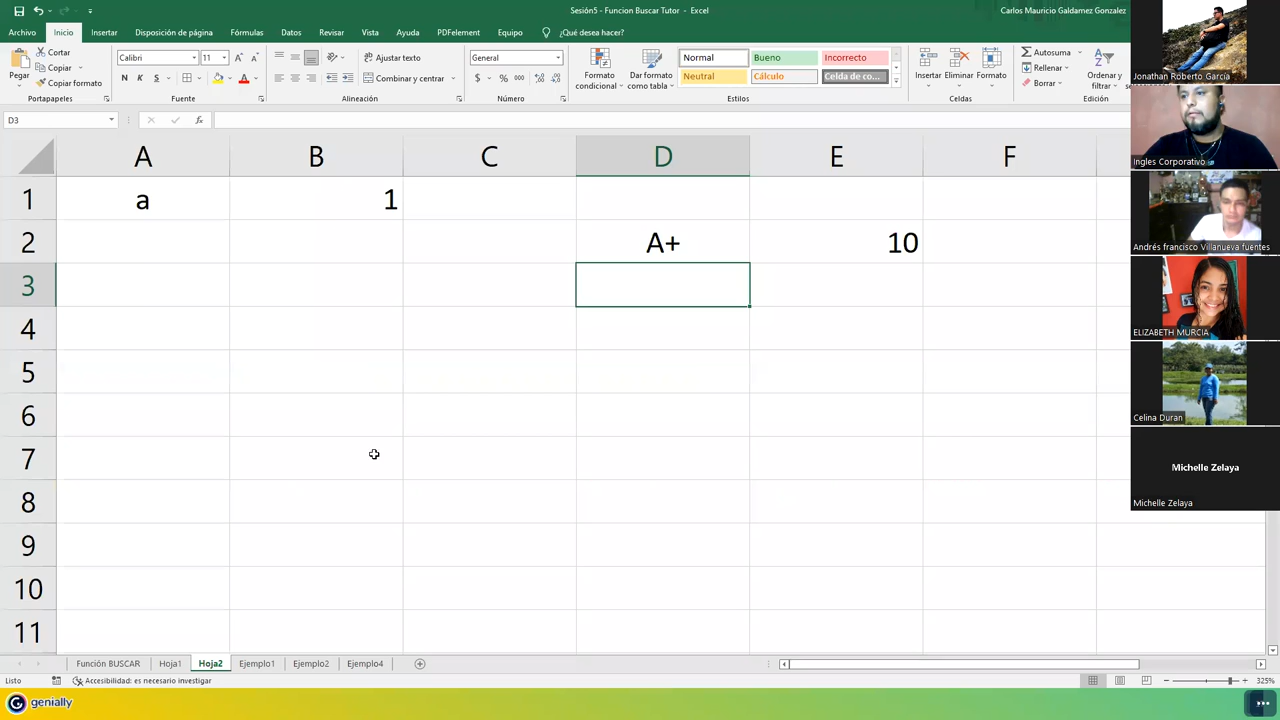 Sesión5 - Funcion Buscar Tutor - Excel
Carlos Mauricio Galdamez Gonzalez
Archivo Inicio Insertar Disposición de página Fórmulas Datos Revisar Vista Ayuda PDFelement Equipo ¿Qué desea hacer?
Pegar
Cortar
Copiar
Copiar formato
Portapapeles
Calibri 11
N K S
Fuente
Ajustar texto
Combinar y centrar
Alineación
General
$ % 000
Número
Formato condicional
Dar formato como tabla
Normal Bueno Incorrecto
Neutral Cálculo Celda de co...
Estilos
Insertar Eliminar Formato
Celdas
Autosuma
Rellenar
Borrar
Ordenar y filtrar
Edición
D3
fx
A B C D E F
1 a 1
2 A+ 10
3
4
5
6
7
8
9
10
11
Jonathan Roberto García
Ingles Corporativo
Andrés francisco Villanueva fuentes
ELIZABETH MURCIA
Celina Duran
Michelle Zelaya
Michelle Zelaya
Función BUSCAR Hoja1 Hoja2 Ejemplo1 Ejemplo2 Ejemplo4
Listo Accesibilidad: es necesario investigar 325%
genially